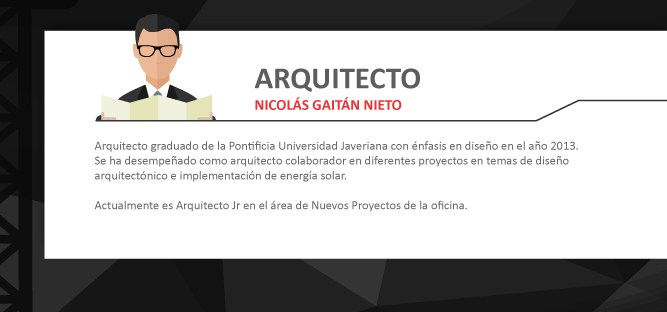 ARQUITECTO
NICOLÁS GAITÁN NIETO
Arquitecto graduado de la Pontificia Universidad Javeriana con énfasis en diseño en el año 2013.
Se ha desempeñado como arquitecto colaborador en diferentes proyectos en temas de diseño
arquitectónico e implementación de energía solar.
Actualmente es Arquitecto Jr en el área de Nuevos Proyectos de la oficina.